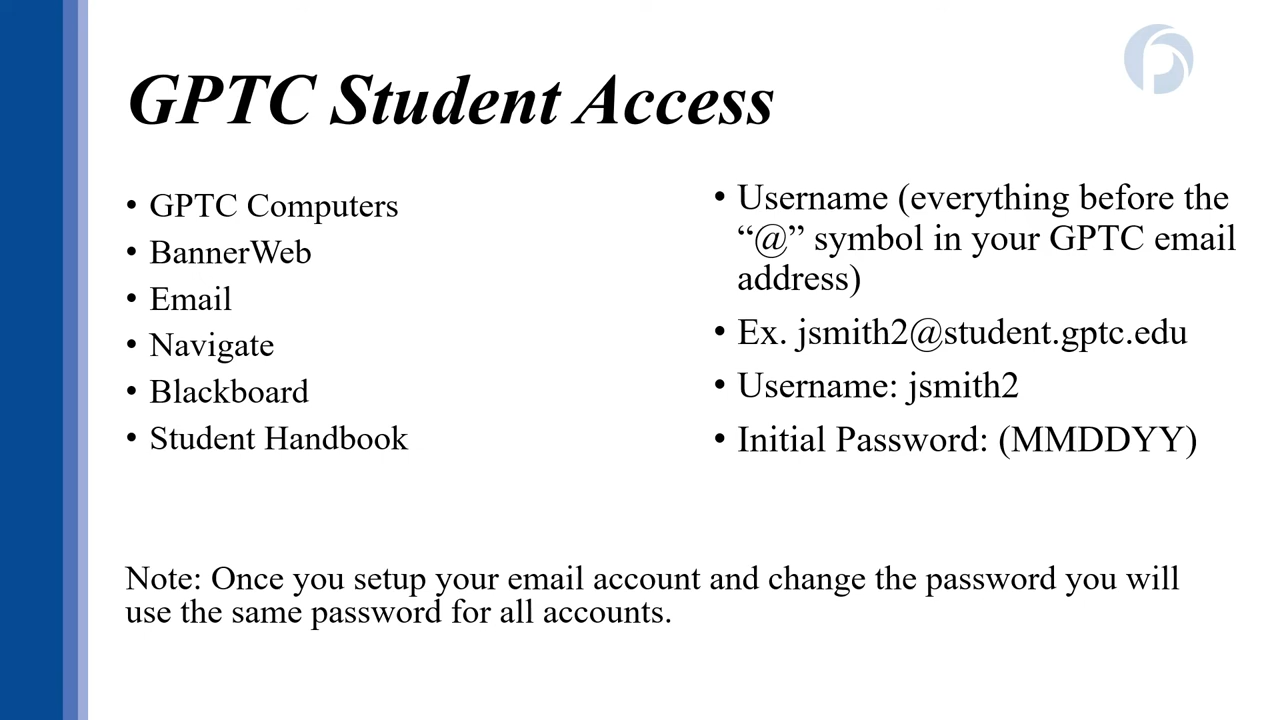 GPTC Student Access
• GPTC Computers
• BannerWeb
• Email
• Navigate
• Blackboard
• Student Handbook
• Username (everything before the
“@” symbol in your GPTC email
address)
• Ex. jsmith2@student.gptc.edu
• Username: jsmith2
• Initial Password: (MMDDYY)
Note: Once you setup your email account and change the password you will
use the same password for all accounts.